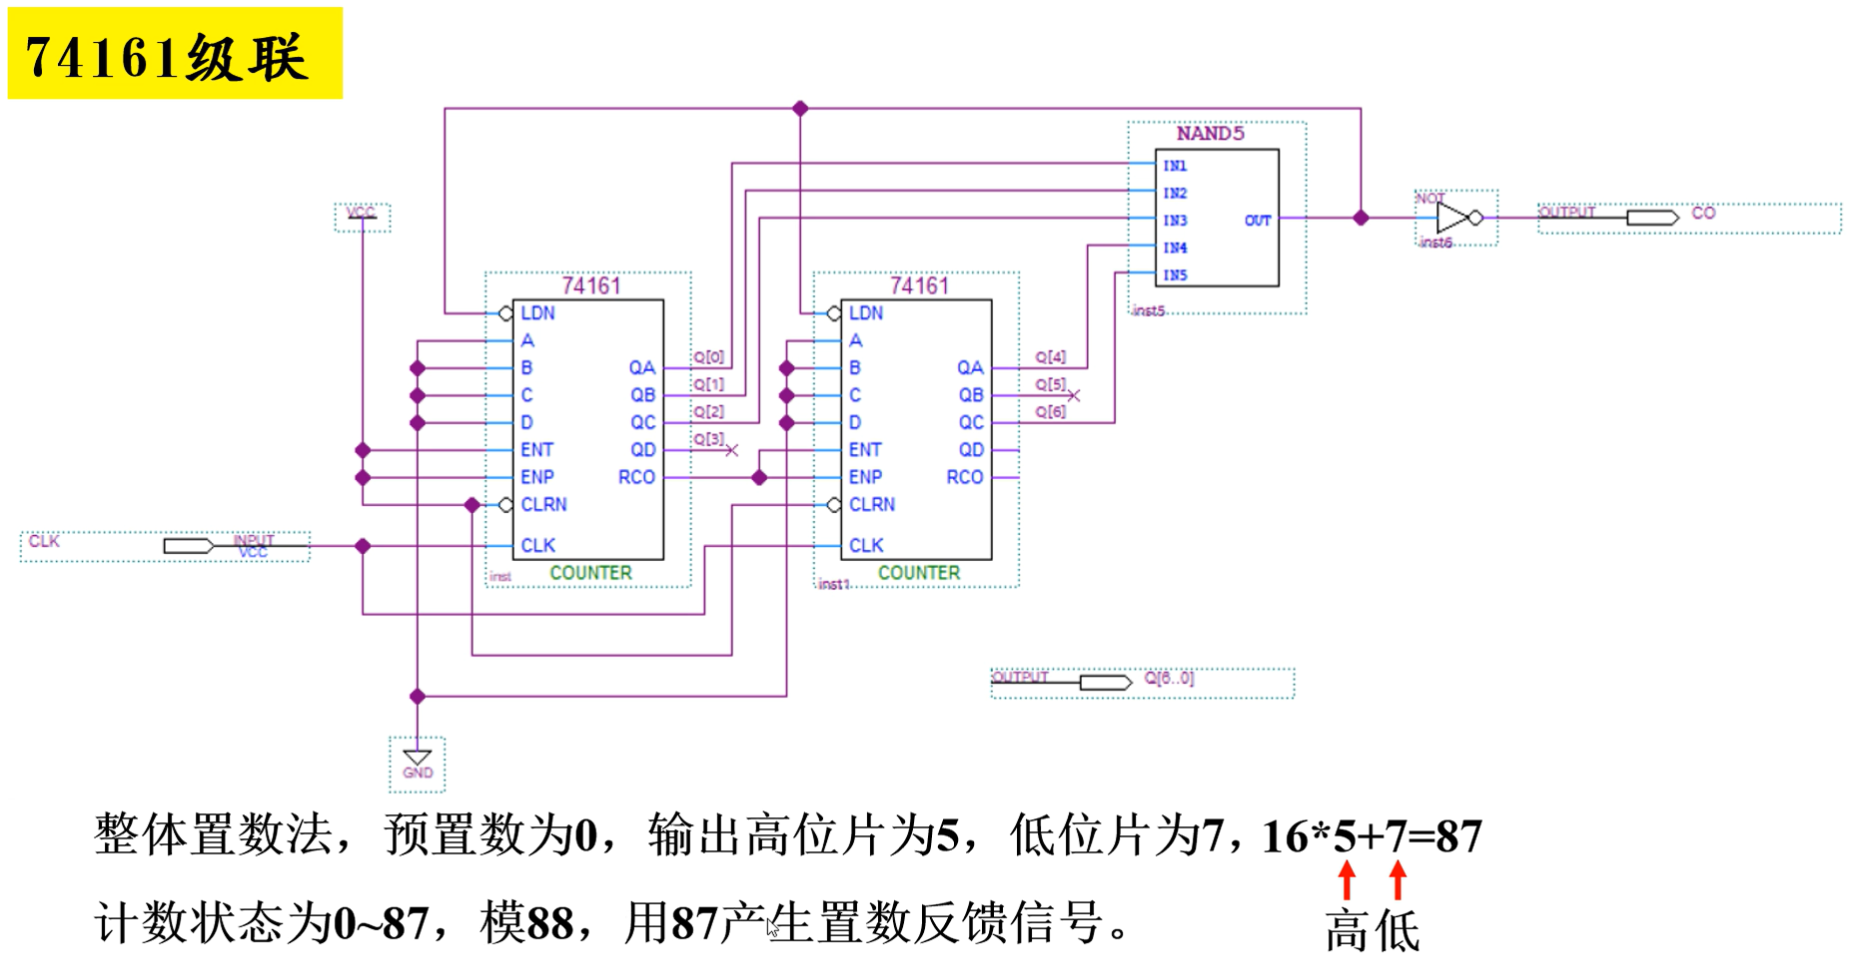 74161级联
NAND5
IN1
IN2
IN3
IN4
IN5
OUT
inst5
NOT
inst6
OUTPUT
CO
VCC
74161
LDN
A
B
C
D
ENT
ENP
CLRN
CLK
QA
QB
QC
QD
RCO
COUNTER
inst
Q[0]
Q[1]
Q[2]
Q[3]
74161
LDN
A
B
C
D
ENT
ENP
CLRN
CLK
QA
QB
QC
QD
RCO
COUNTER
inst1
Q[4]
Q[5]
Q[6]
CLK
INPUT
VCC
OUTPUT
Q[6..0]
GND
整体置数法，预置数为0，输出高位片为5，低位片为7，16*5+7=87
计数状态为0~87，模88，用87产生置数反馈信号。
高 低